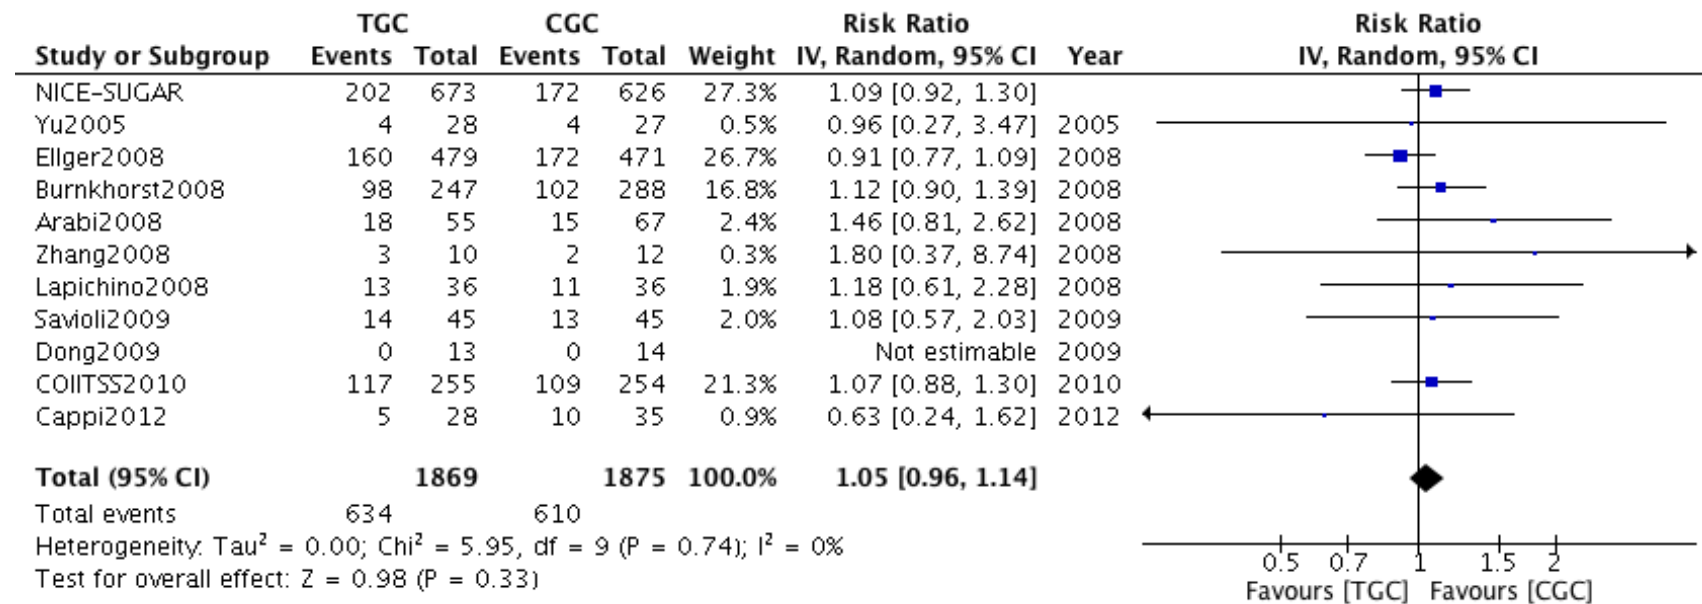 TGC CGC Risk Ratio Risk Ratio
Study or Subgroup Events Total Events Total Weight IV, Random, 95% CI Year IV, Random, 95% CI
NICE-SUGAR 202 673 172 626 27.3% 1.09 [0.92, 1.30]
Yu2005 4 28 4 27 0.5% 0.96 [0.27, 3.47] 2005
Ellger2008 160 479 172 471 26.7% 0.91 [0.77, 1.09] 2008
Burnkhorst2008 98 247 102 288 16.8% 1.12 [0.90, 1.39] 2008
Arabi2008 18 55 15 67 2.4% 1.46 [0.81, 2.62] 2008
Zhang2008 3 10 2 12 0.3% 1.80 [0.37, 8.74] 2008
Lapichino2008 13 36 11 36 1.9% 1.18 [0.61, 2.28] 2008
Savioli2009 14 45 13 45 2.0% 1.08 [0.57, 2.03] 2009
Dong2009 0 13 0 14 Not estimable 2009
COIITSS2010 117 255 109 254 21.3% 1.07 [0.88, 1.30] 2010
Cappi2012 5 28 10 35 0.9% 0.63 [0.24, 1.62] 2012
Total (95% CI) 1869 1875 100.0% 1.05 [0.96, 1.14]
Total events 634 610
Heterogeneity: Tau² = 0.00; Chi² = 5.95, df = 9 (P = 0.74); I² = 0%
Test for overall effect: Z = 0.98 (P = 0.33)
0.5 0.7 1 1.5 2
Favours [TGC] Favours [CGC]